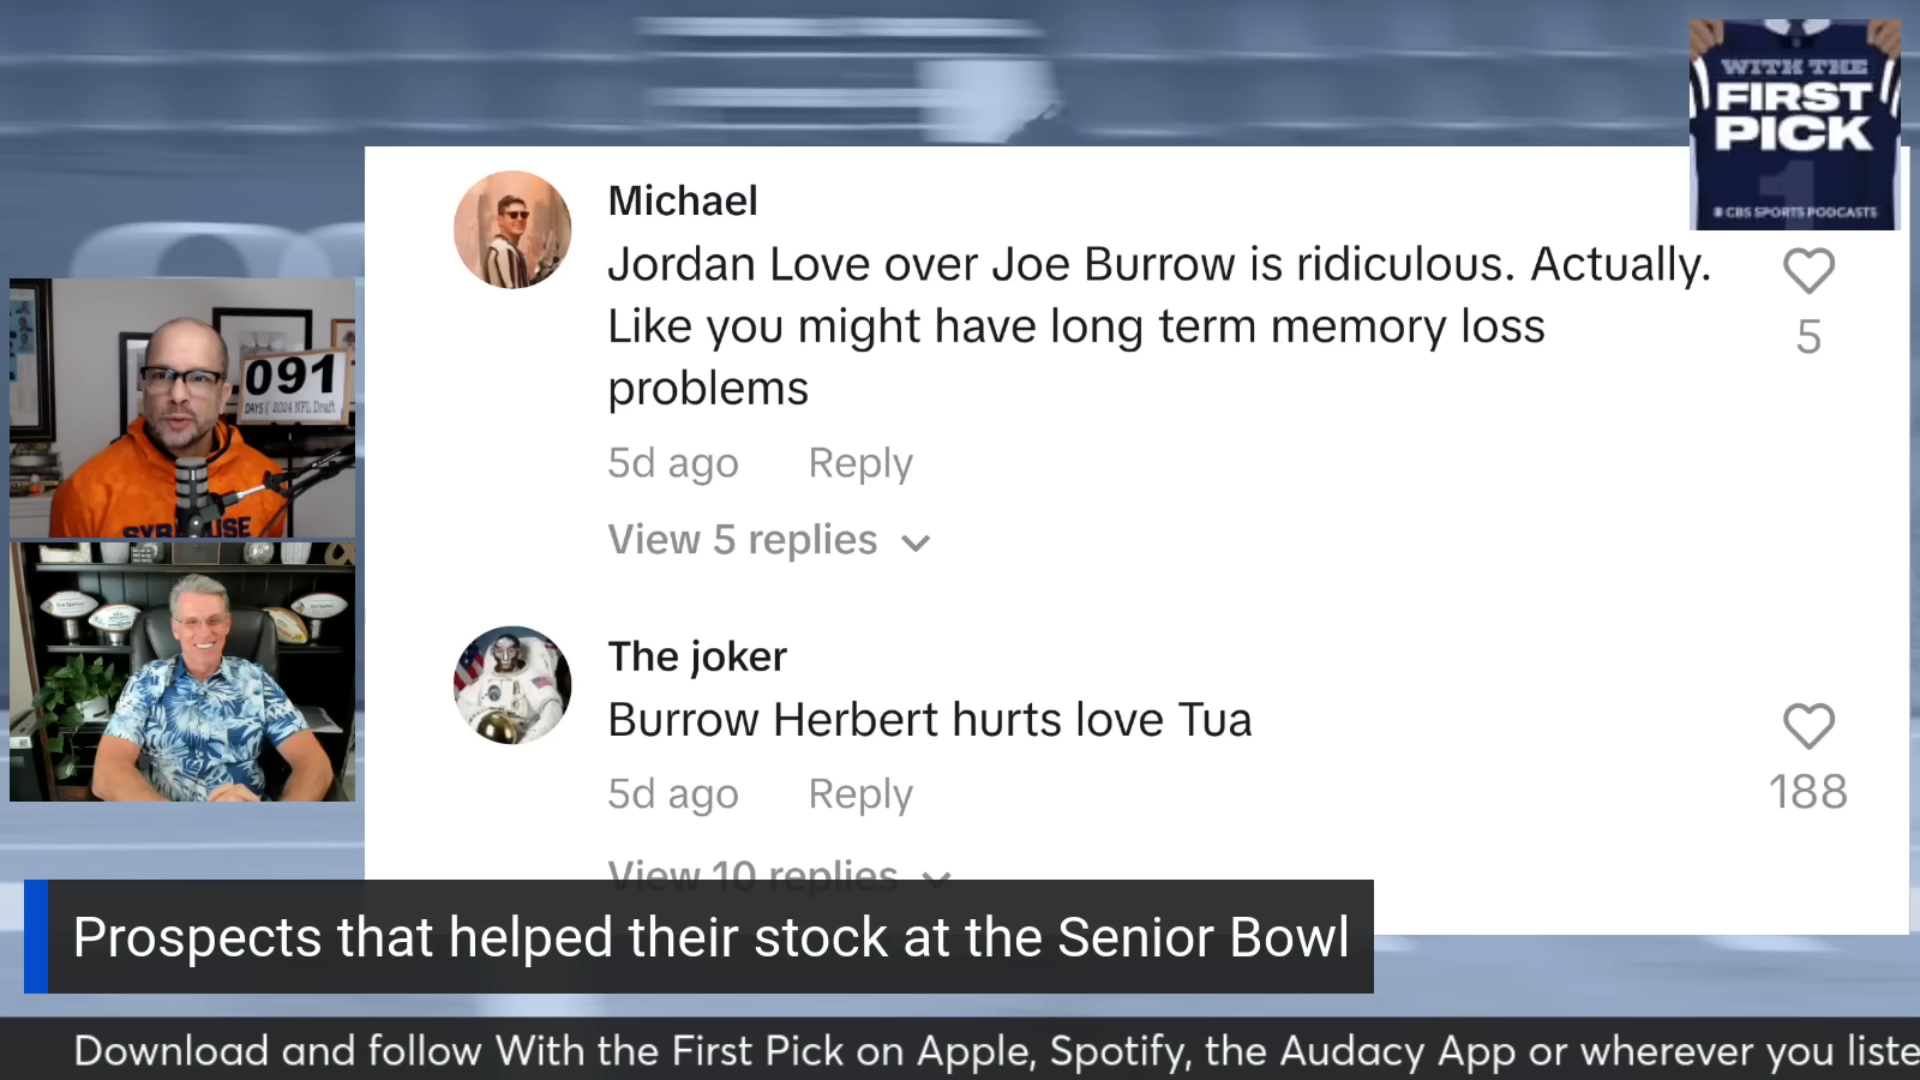 WITH THE
FIRST
PICK
1
CBS SPORTS PODCASTS
Michael
Jordan Love over Joe Burrow is ridiculous. Actually.
Like you might have long term memory loss
problems
5
5d ago Reply
View 5 replies
091
DAYS 2024 NFL Draft
SYR USE
The joker
Burrow Herbert hurts love Tua
188
5d ago Reply
View 10 replies
Prospects that helped their stock at the Senior Bowl
Download and follow With the First Pick on Apple, Spotify, the Audacy App or wherever you liste